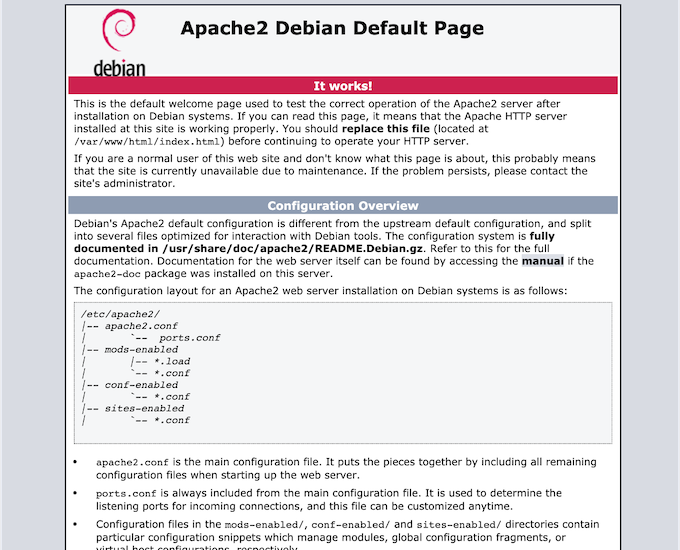 debian
Apache2 Debian Default Page
It works!
This is the default welcome page used to test the correct operation of the Apache2 server after
installation on Debian systems. If you can read this page, it means that the Apache HTTP server
installed at this site is working properly. You should replace this file (located at
/var/www/html/index.html) before continuing to operate your HTTP server.
If you are a normal user of this web site and don't know what this page is about, this probably means
that the site is currently unavailable due to maintenance. If the problem persists, please contact the
site's administrator.
Configuration Overview
Debian's Apache2 default configuration is different from the upstream default configuration, and split
into several files optimized for interaction with Debian tools. The configuration system is fully
documented in /usr/share/doc/apache2/README.Debian.gz. Refer to this for the full
documentation. Documentation for the web server itself can be found by accessing the manual if the
apache2-doc package was installed on this server.
The configuration layout for an Apache2 web server installation on Debian systems is as follows:
/etc/apache2/
|-- apache2.conf
|       `--  ports.conf
|-- mods-enabled
|       |-- *.load
|       `-- *.conf
|-- conf-enabled
|       `-- *.conf
|-- sites-enabled
|       `-- *.conf
• apache2.conf is the main configuration file. It puts the pieces together by including all remaining
configuration files when starting up the web server.
• ports.conf is always included from the main configuration file. It is used to determine the
listening ports for incoming connections, and this file can be customized anytime.
• Configuration files in the mods-enabled/, conf-enabled/ and sites-enabled/ directories contain
particular configuration snippets which manage modules, global configuration fragments, or
virtual host configurations, respectively.